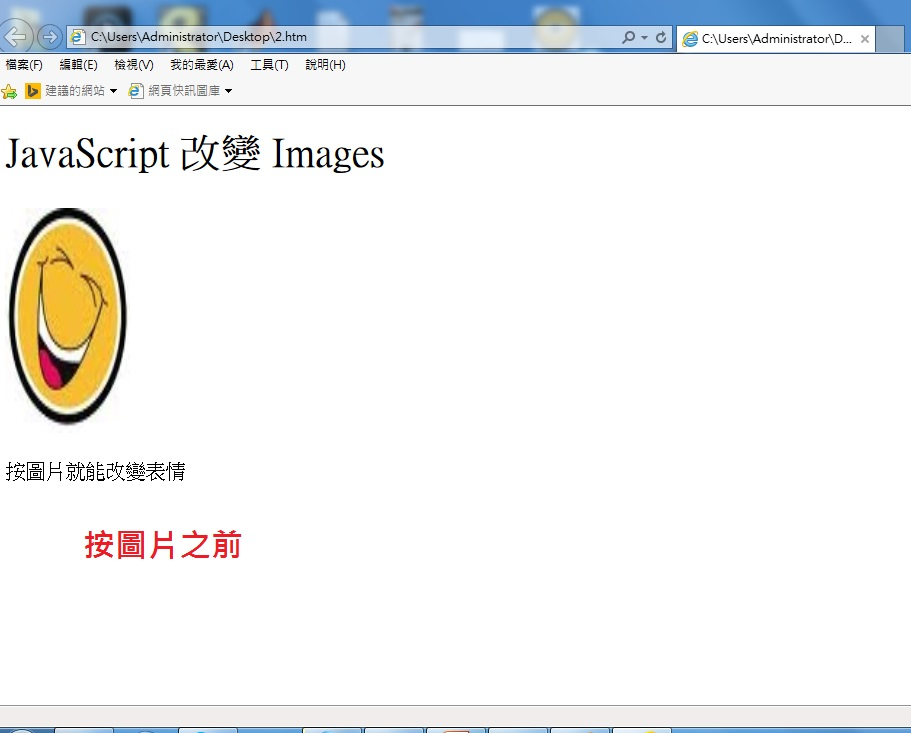 C:\Users\Administrator\Desktop\2.htm
C:\Users\Administrator\D...
檔案(F) 編輯(E) 檢視(V) 我的最愛(A) 工具(T) 說明(H)
建議的網站 網頁快訊圖庫
JavaScript 改變 Images
按圖片就能改變表情
按圖片之前